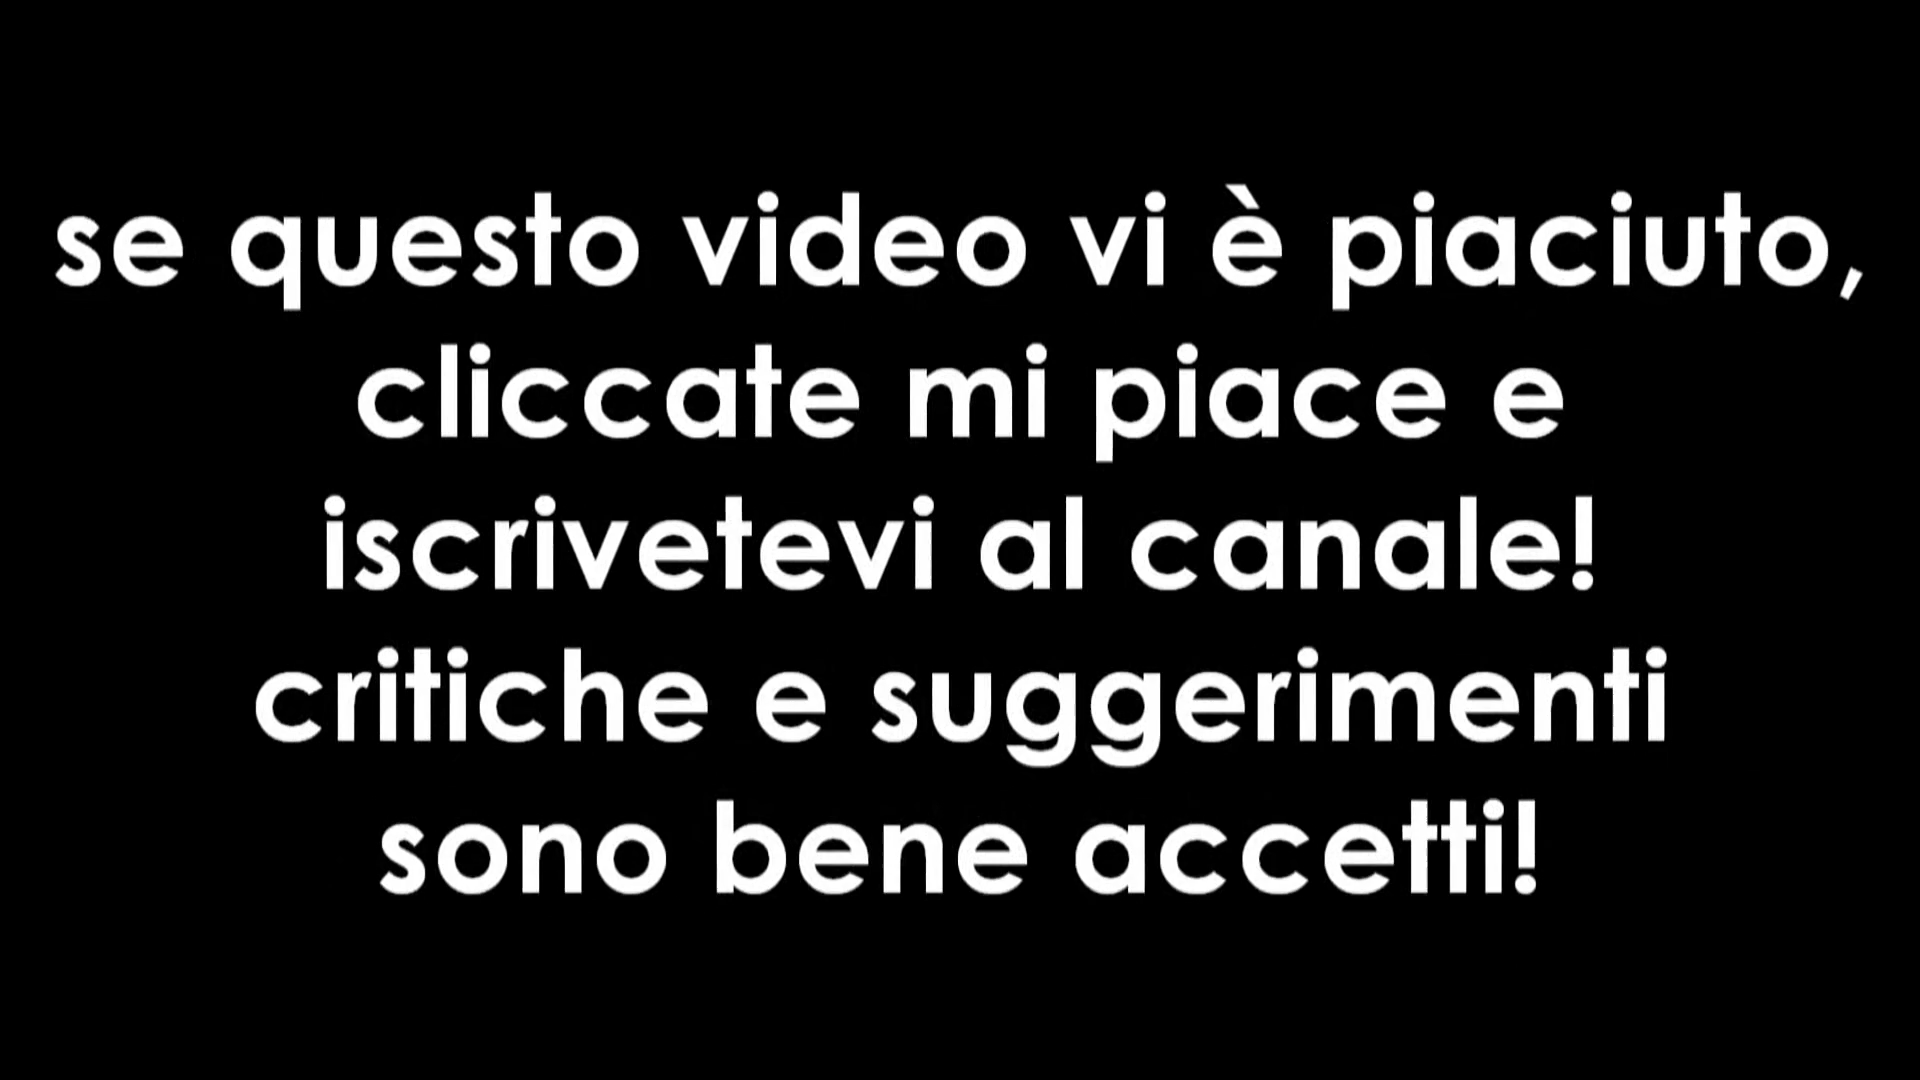 se questo video vi è piaciuto,
cliccate mi piace e
iscrivetevi al canale!
critiche e suggerimenti
sono bene accetti!